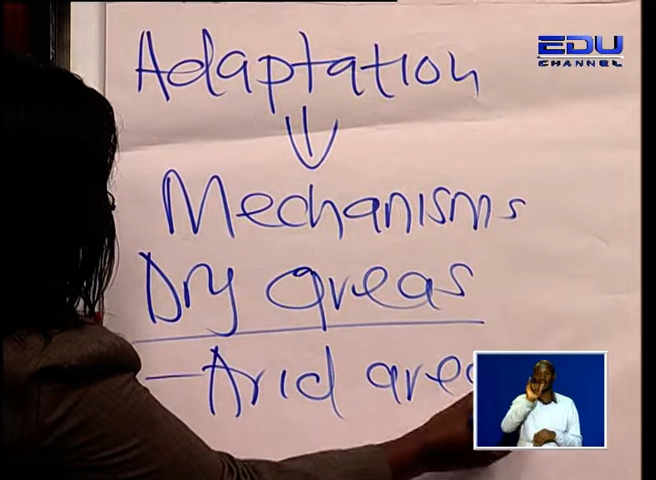 EDU
CHANNEL
Adaptation
Mechanisms
Dry areas
- Arid